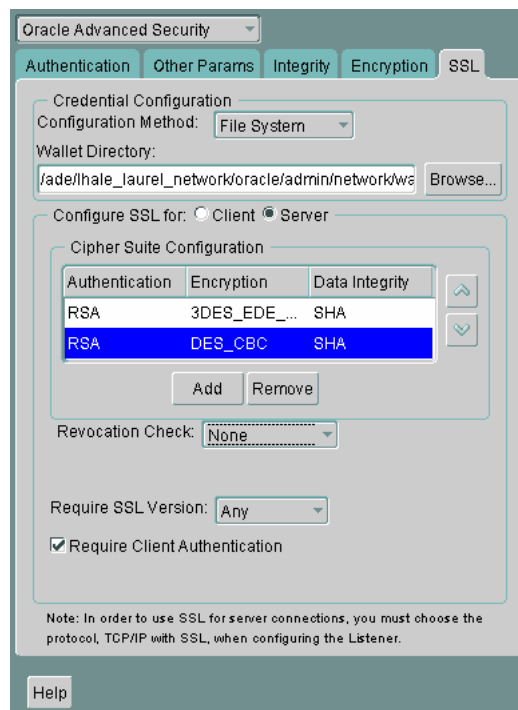 Oracle Advanced Security
Authentication Other Params Integrity Encryption SSL
Credential Configuration
Configuration Method: File System
Wallet Directory:
/ade/lhale_laurel_network/oracle/admin/network/wa Browse...
Configure SSL for: Client Server
Cipher Suite Configuration
Authentication Encryption Data Integrity
RSA 3DES_EDE_... SHA
RSA DES_CBC SHA
Add Remove
Revocation Check: None
Require SSL Version: Any
Require Client Authentication
Note: In order to use SSL for server connections, you must choose the
protocol, TCP/IP with SSL, when configuring the Listener.
Help